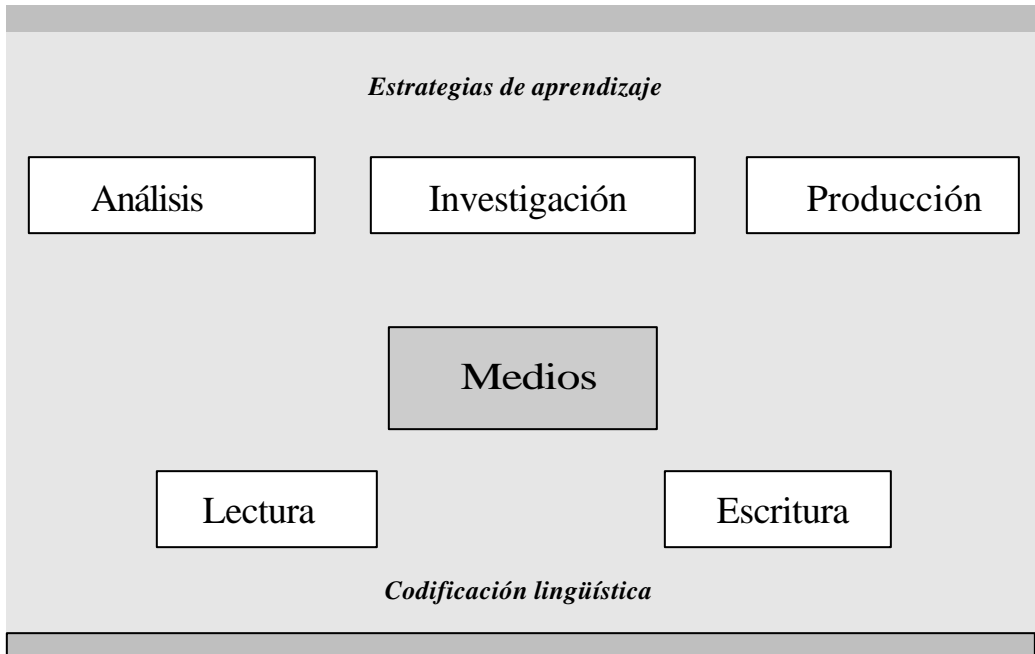 Estrategias de aprendizaje
Análisis Investigación Producción
Medios
Lectura Escritura
Codificación lingüística